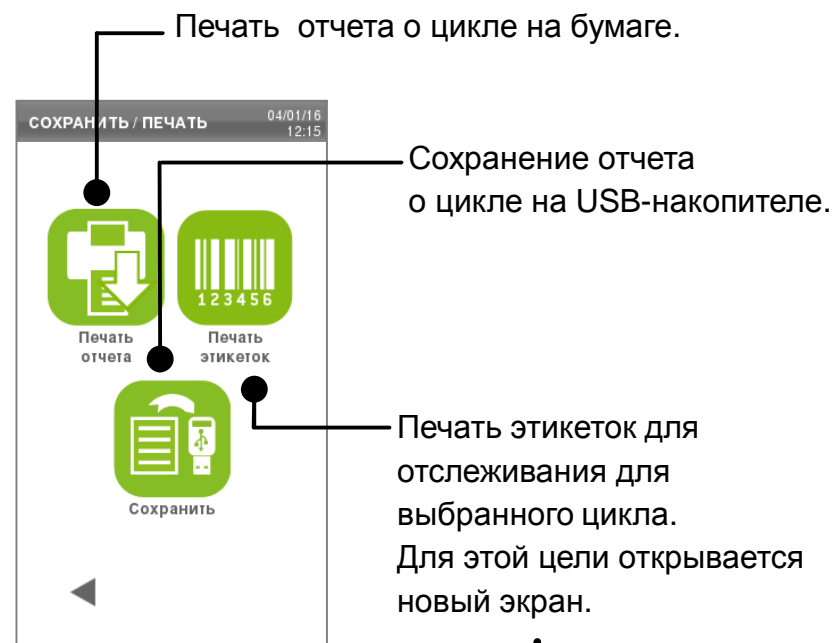 Печать отчета о цикле на бумаге.
СОХРАНИТЬ / ПЕЧАТЬ
04/01/16
12:15
Сохранение отчета
о цикле на USB-накопителе.
123456
Печать
отчета
Печать
этикеток
Сохранить
Печать этикеток для
отслеживания для
выбранного цикла.
Для этой цели открывается
новый экран.